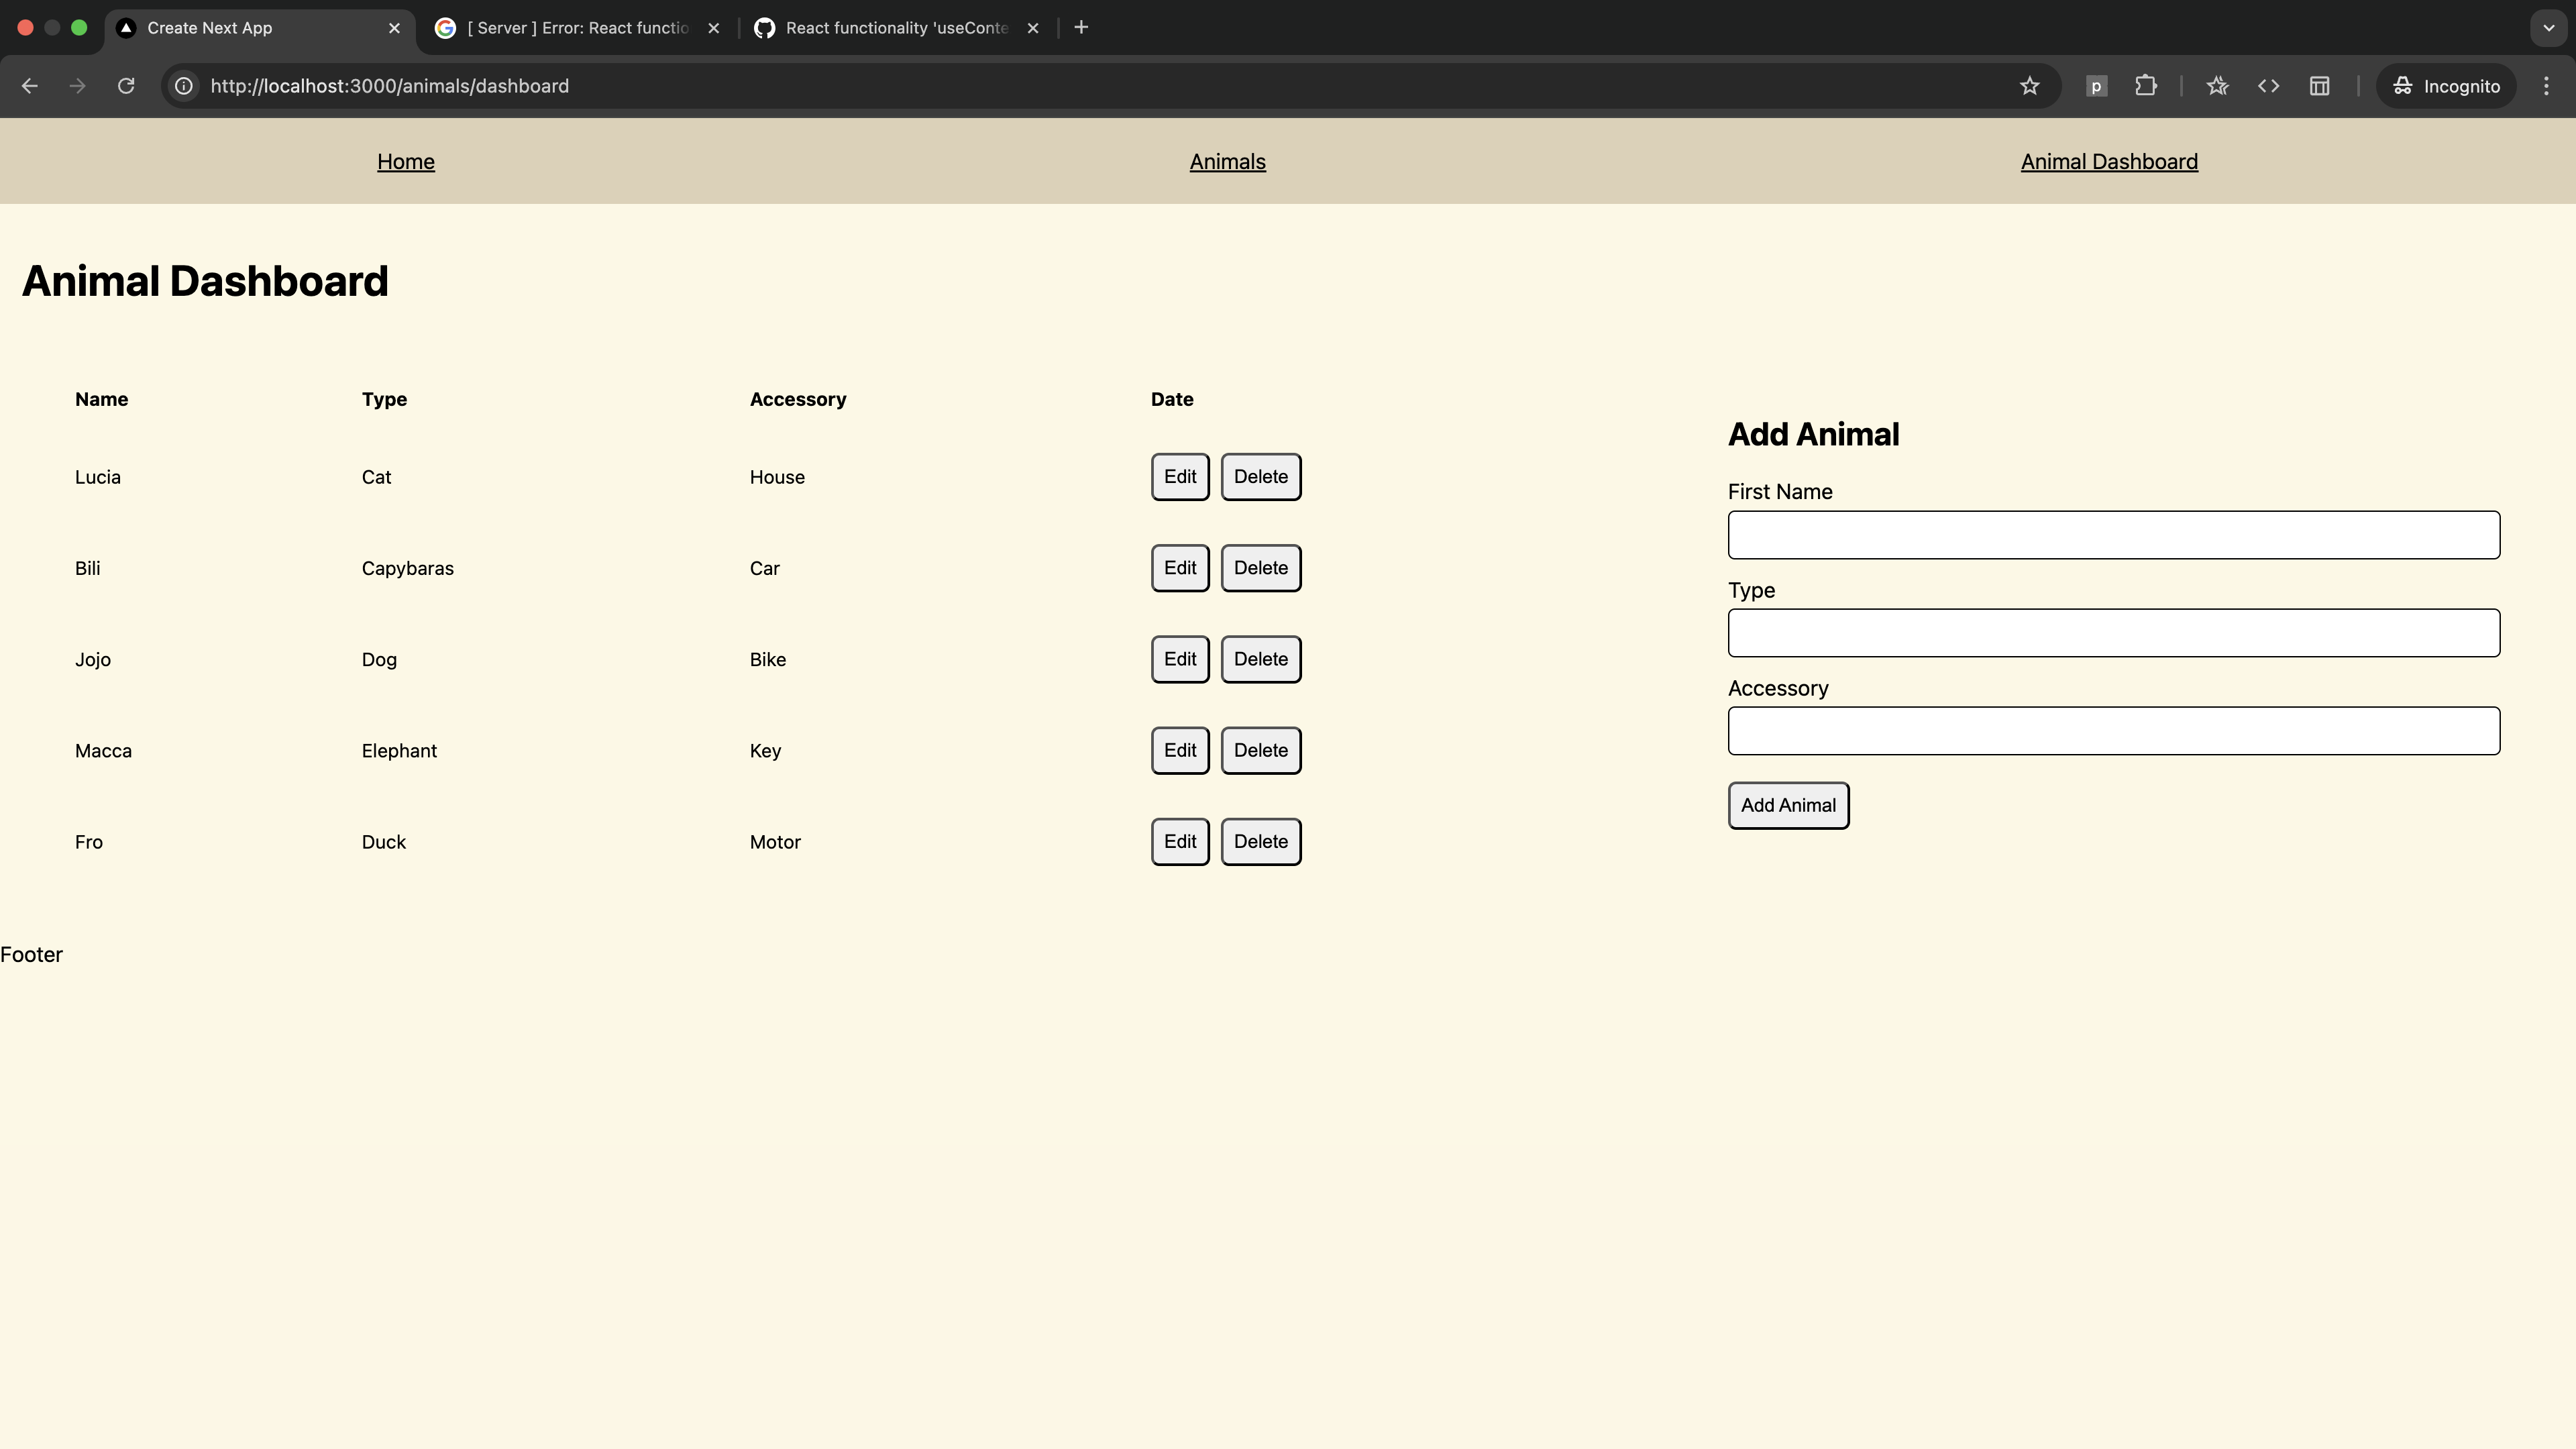 Create Next App
[ Server ] Error: React functio
React functionality 'useConte
http://localhost:3000/animals/dashboard
p
Incognito
Home Animals Animal Dashboard
Animal Dashboard
Name Type Accessory Date
Lucia Cat House Edit Delete
Bili Capybaras Car Edit Delete
Jojo Dog Bike Edit Delete
Macca Elephant Key Edit Delete
Fro Duck Motor Edit Delete
Add Animal
First Name
Type
Accessory
Add Animal
Footer